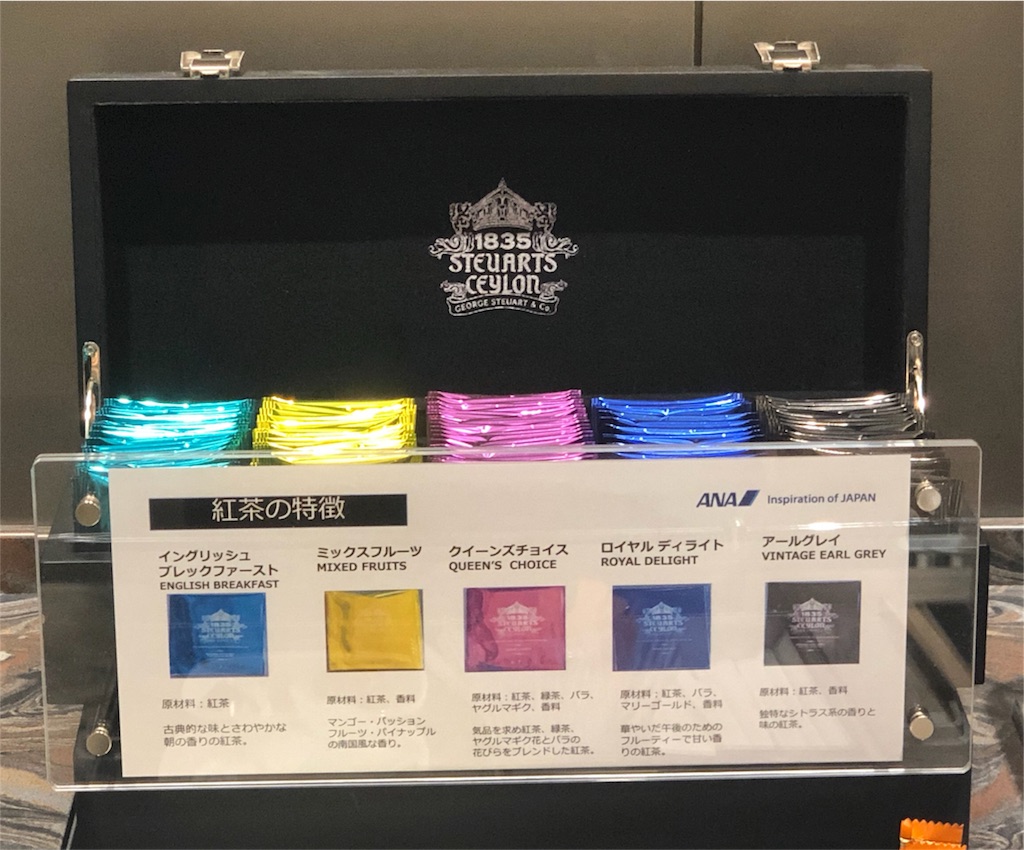 1835
STEUARTS
CEYLON
GEORGE STEUART & Co.
紅茶の特徴
ANA Inspiration of JAPAN
イングリッシュ
ブレックファースト
ENGLISH BREAKFAST
原材料：紅茶
古典的な味とさわやかな
朝の香りの紅茶。
ミックスフルーツ
MIXED FRUITS
原材料：紅茶、香料
マンゴー・パッション
フルーツ・パイナップル
の南国風な香り。
クイーンズチョイス
QUEEN'S CHOICE
1835
STEUARTS
CEYLON
原材料：紅茶、緑茶、バラ、
ヤグルマギク、香料
気品を求め紅茶、緑茶、
ヤグルマギク花とバラの
花びらをブレンドした紅茶。
ロイヤル ディライト
ROYAL DELIGHT
1835
STEUARTS
CEYLON
原材料：紅茶、バラ、
マリーゴールド、香料
華やいだ午後のための
フルーティーで甘い香
りの紅茶。
アールグレイ
VINTAGE EARL GREY
1835
STEUARTS
CEYLON
原材料：紅茶、香料
独特なシトラス系の香りと
味の紅茶。